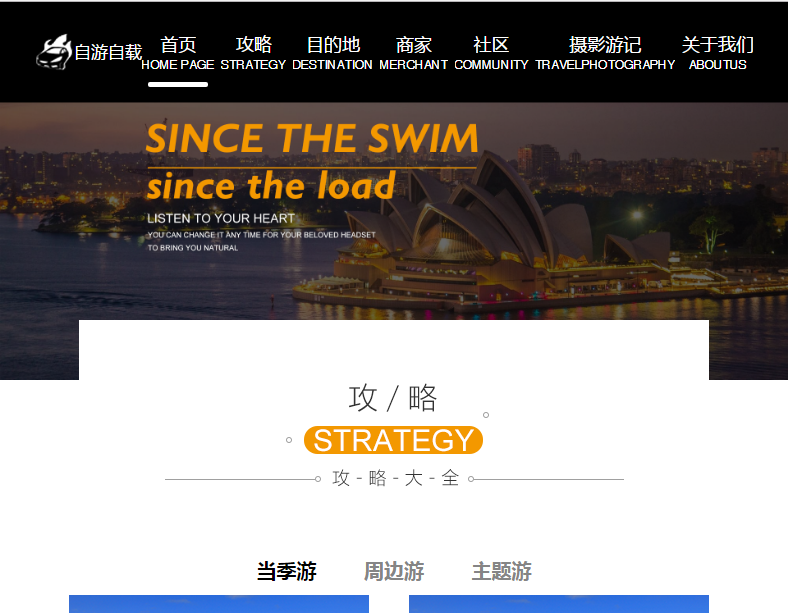 自游自载
首页 攻略 目的地 商家 社区 摄影游记 关于我们
HOME PAGE STRATEGY DESTINATION MERCHANT COMMUNITY TRAVELPHOTOGRAPHY ABOUTUS
SINCE THE SWIM
since the load
LISTEN TO YOUR HEART
YOU CAN CHANGE IT ANY TIME FOR YOUR BELOVED HEADSET
TO BRING YOU NATURAL
攻 / 略
STRATEGY
攻 - 略 - 大 - 全
当季游 周边游 主题游